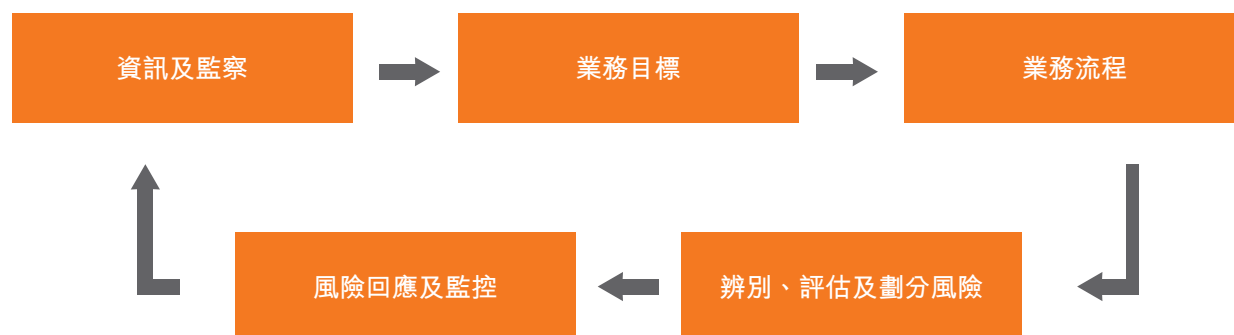 資訊及監察
業務目標
業務流程
風險回應及監控
辨別、評估及劃分風險